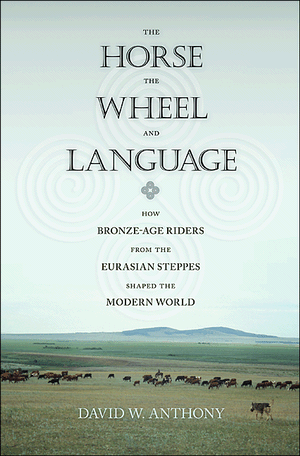 THE
HORSE
THE
WHEEL
AND
LANGUAGE
HOW
BRONZE-AGE RIDERS
FROM THE
EURASIAN STEPPES
SHAPED THE
MODERN WORLD
DAVID W. ANTHONY